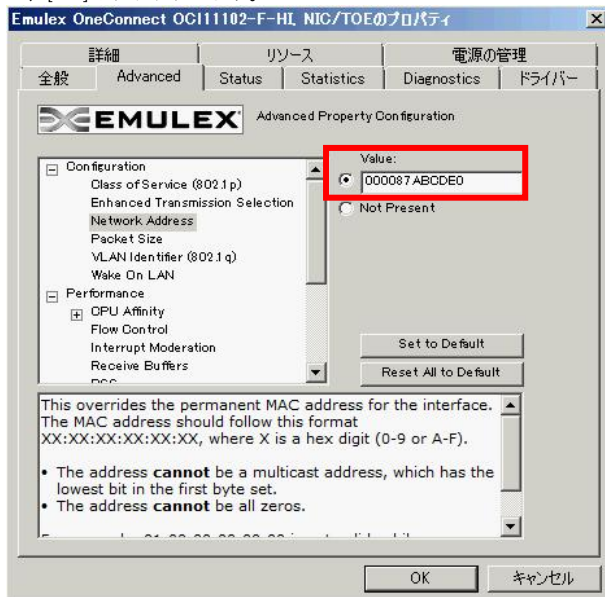 Emulex OneConnect OCl11102-F-HI, NIC/TOEのプロパティ
詳細 リソース 電源の管理
全般 Advanced Status Statistics Diagnostics ドライバー
EMULEX Advanced Property Configuration
Configuration
Class of Service (802.1p)
Enhanced Transmission Selection
Network Address
Packet Size
VLAN Identifier (802.1q)
Wake On LAN
Performance
CPU Affinity
Flow Control
Interrupt Moderation
Receive Buffers
Value:
000087ABCDE0
Not Present
Set to Default
Reset All to Default
This overrides the permanent MAC address for the interface.
The MAC address should follow this format
XX:XX:XX:XX:XX:XX, where X is a hex digit (0-9 or A-F).
• The address cannot be a multicast address, which has the
lowest bit in the first byte set.
• The address cannot be all zeros.
OK キャンセル